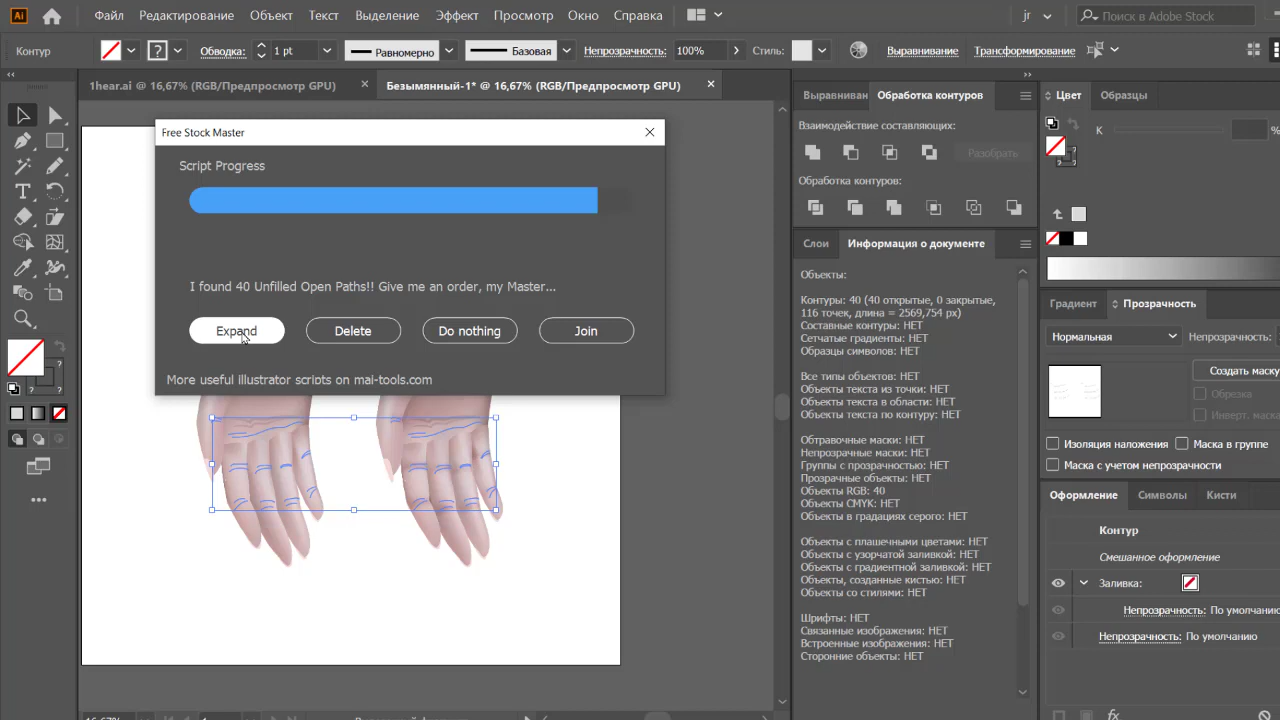 Ai Файл Редактирование Объект Текст Выделение Эффект Просмотр Окно Справка jr Поиск в Adobe Stock
Контур ? Обводка: 1 pt Равномерно Базовая Непрозрачность: 100% Стиль: Выравнивание Трансформирование
1hear.ai @ 16,67% (RGB/Предпросмотр GPU) Безымянный-1* @ 16,67% (RGB/Предпросмотр GPU)
Free Stock Master
Script Progress
I found 40 Unfilled Open Paths!! Give me an order, my Master...
Expand Delete Do nothing Join
More useful illustrator scripts on mai-tools.com
Выравниван Обработка контуров
Взаимодействие составляющих:
Разобрать
Обработка контуров:
Слои Информация о документе
Объекты:
Контуры: 40 (40 открытые, 0 закрытые,
116 точек, длина = 2569,754 px)
Составные контуры: НЕТ
Сетчатые градиенты: НЕТ
Образцы символов: НЕТ
Все типы объектов: НЕТ
Объекты текста из точки: НЕТ
Объекты текста в области: НЕТ
Объекты текста по контуру: НЕТ
Обтравочные маски: НЕТ
Непрозрачные маски: НЕТ
Группы с прозрачностью: НЕТ
Прозрачные объекты: НЕТ
Объекты RGB: 40
Объекты CMYK: НЕТ
Объекты в градациях серого: НЕТ
Объекты с плашечными цветами: НЕТ
Объекты с узорчатой заливкой: НЕТ
Объекты с градиентной заливкой: НЕТ
Объекты, созданные кистью: НЕТ
Объекты со стилями: НЕТ
Шрифты: НЕТ
Связанные изображения: НЕТ
Встроенные изображения: НЕТ
Сторонние объекты: НЕТ
Цвет Образцы
K %
Градиент Прозрачность
Нормальная Непрозрачность:
Создать маску
Обрезка
Инверт. маска
Изоляция наложения Маска в группе
Маска с учетом непрозрачности
Оформление Символы Кисти
Контур
Смешанное оформление
Заливка:
Непрозрачность: По умолчанию
Непрозрачность: По умолчанию
fx